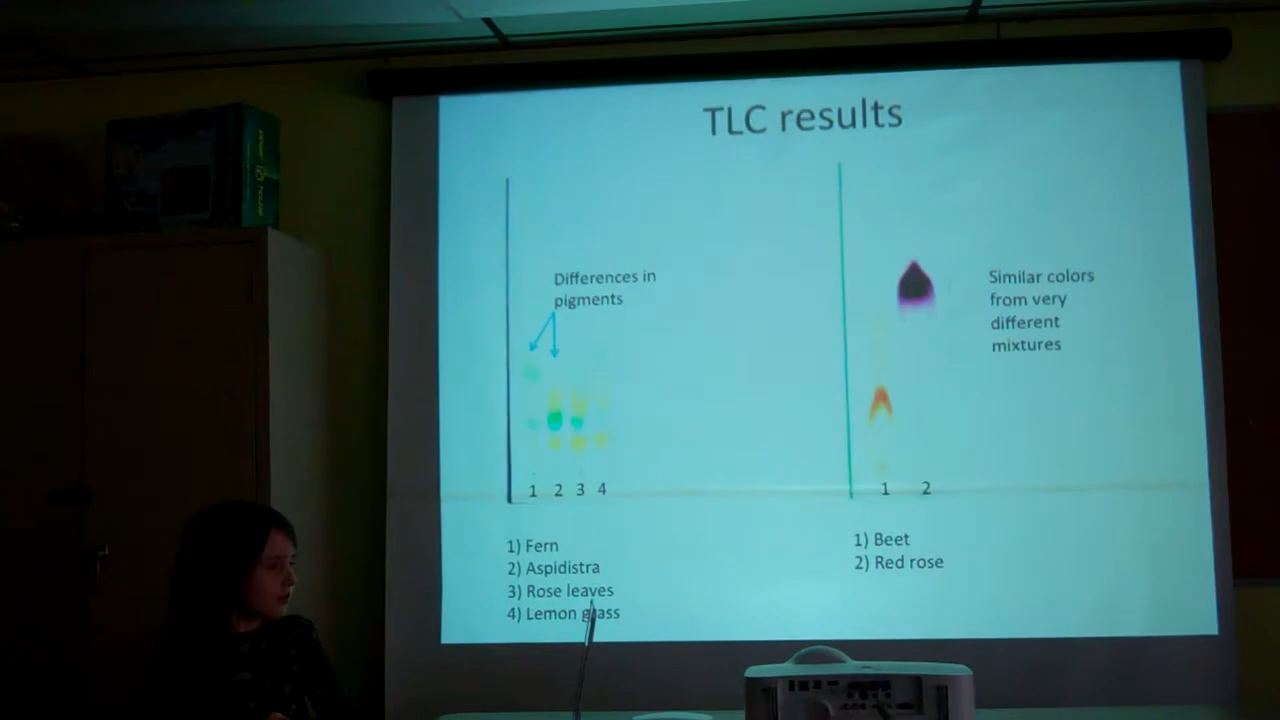 TLC results
Differences in
pigments
1 2 3 4
1) Fern
2) Aspidistra
3) Rose leaves
4) Lemon grass
Similar colors
from very
different
mixtures
1 2
1) Beet
2) Red rose